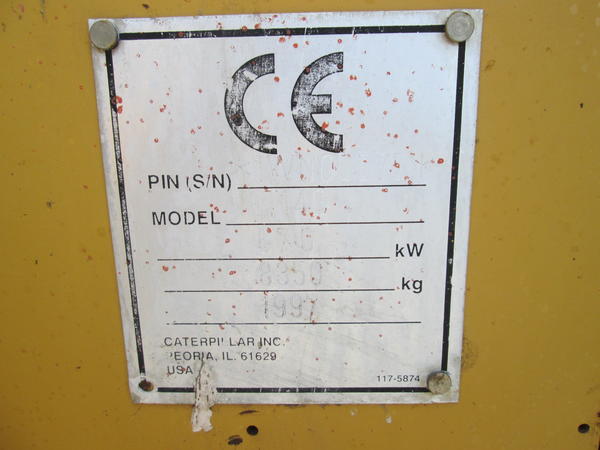 CE
PIN (S/N)
MODEL
kW
kg
CATERPILLAR INC.
PEORIA, IL. 61629
USA
117-5874